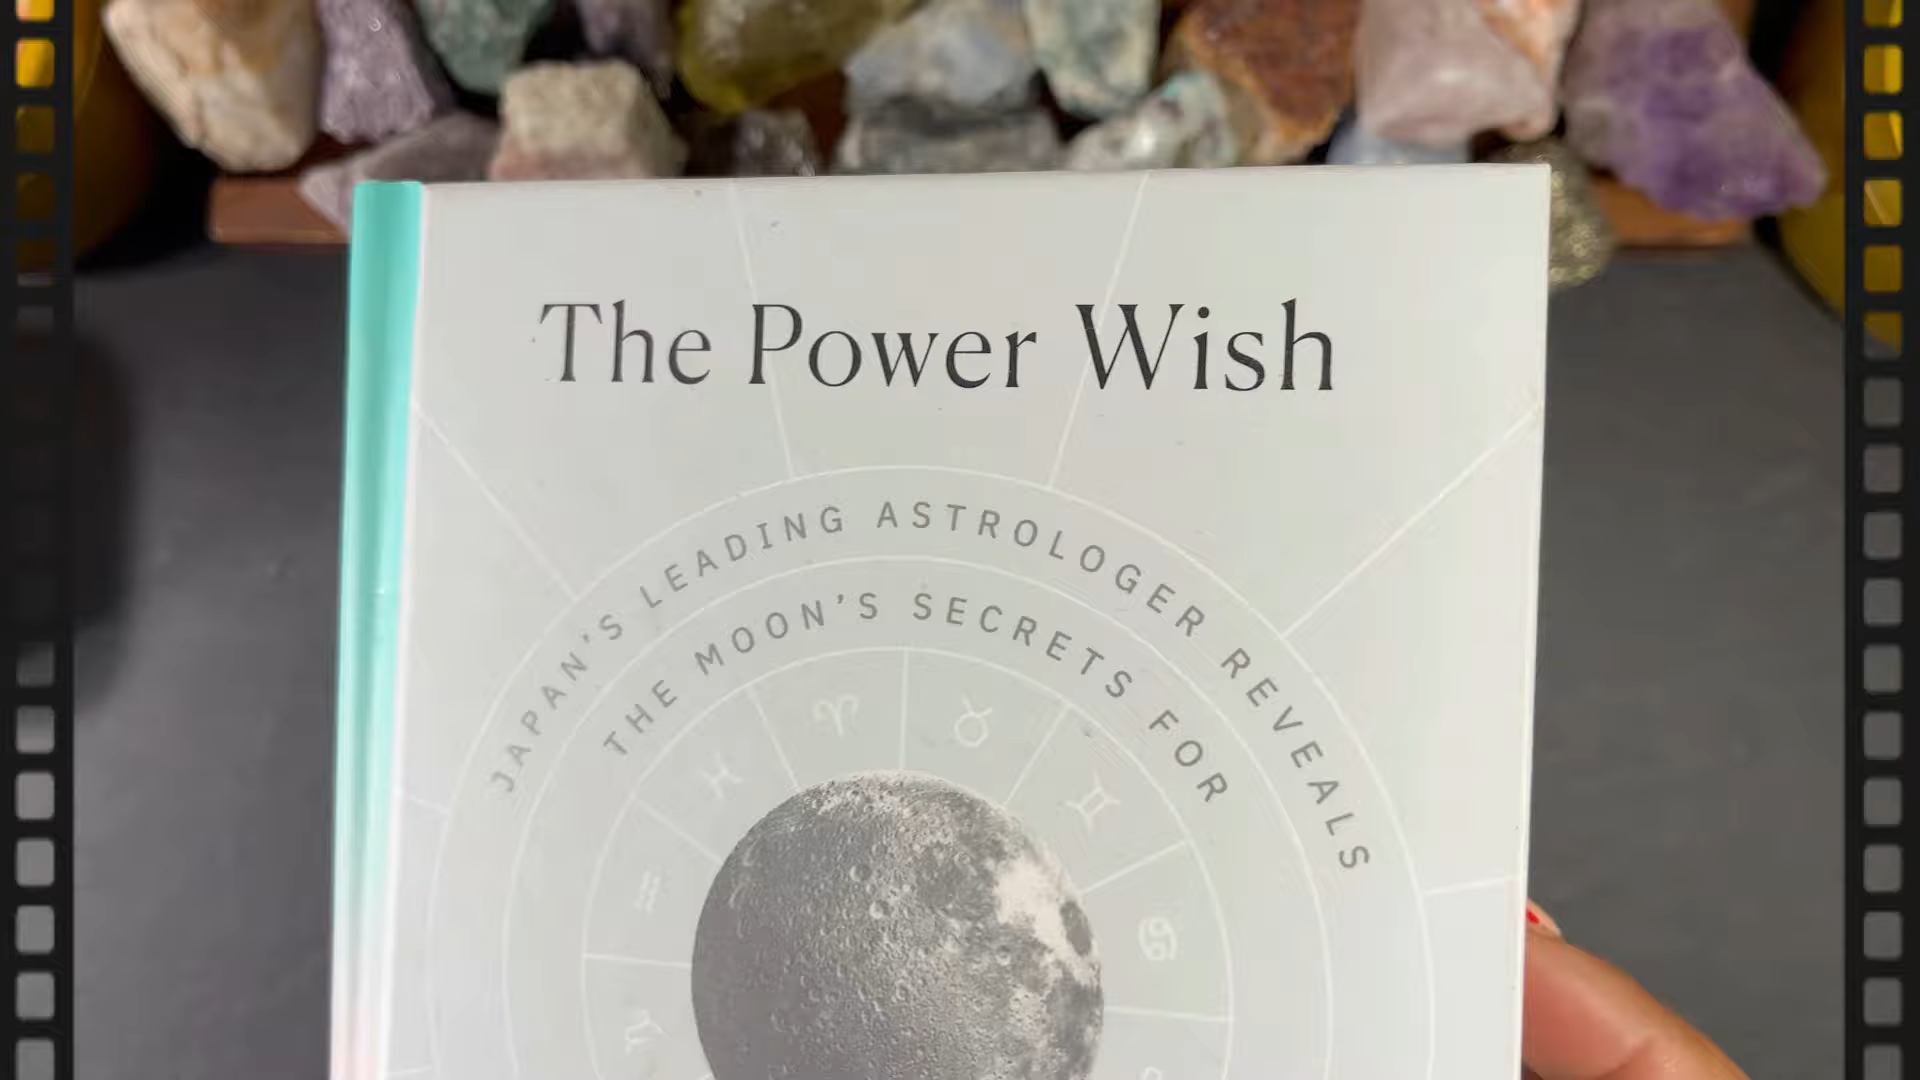 The Power Wish
JAPAN'S LEADING ASTROLOGER REVEALS
THE MOON'S SECRETS FOR